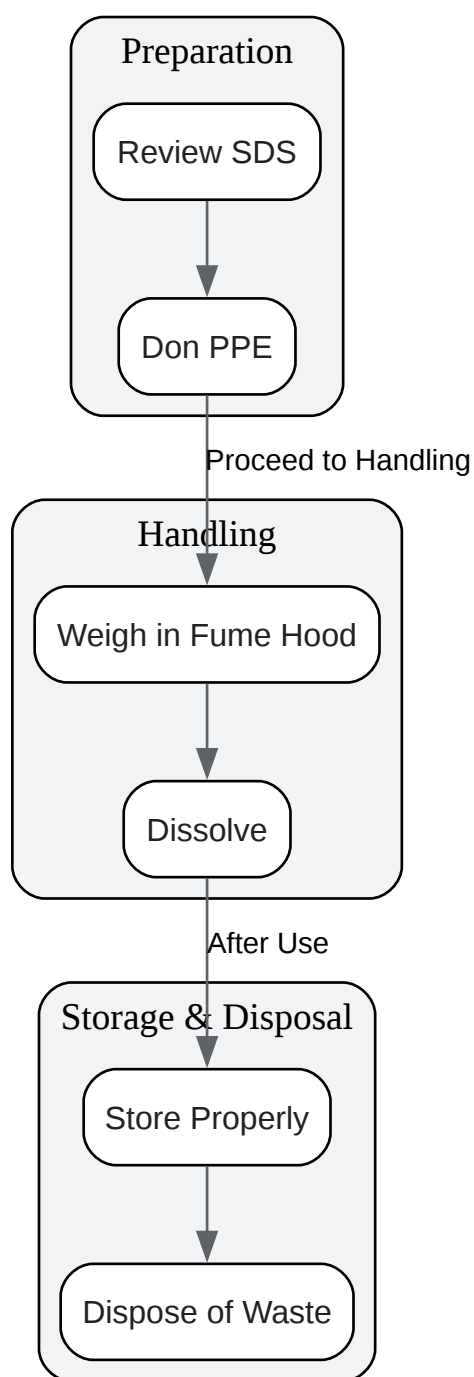 Preparation
Review SDS
Don PPE
Proceed to Handling
Handling
Weigh in Fume Hood
Dissolve
After Use
Storage & Disposal
Store Properly
Dispose of Waste